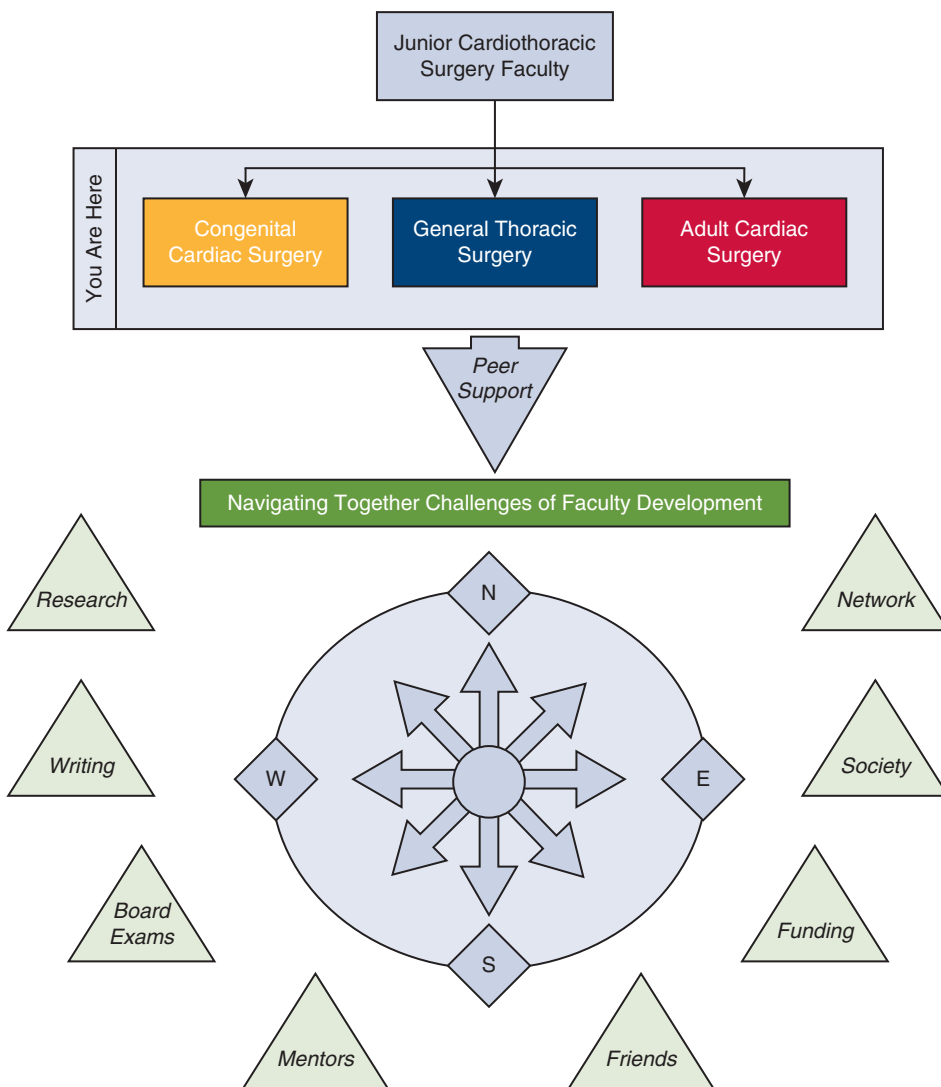 Junior Cardiothoracic
Surgery Faculty
You Are Here
Congenital
Cardiac Surgery
General Thoracic
Surgery
Adult Cardiac
Surgery
Peer
Support
Navigating Together Challenges of Faculty Development
Research
Network
N
Writing
Society
W
E
Board
Exams
Funding
S
Mentors
Friends